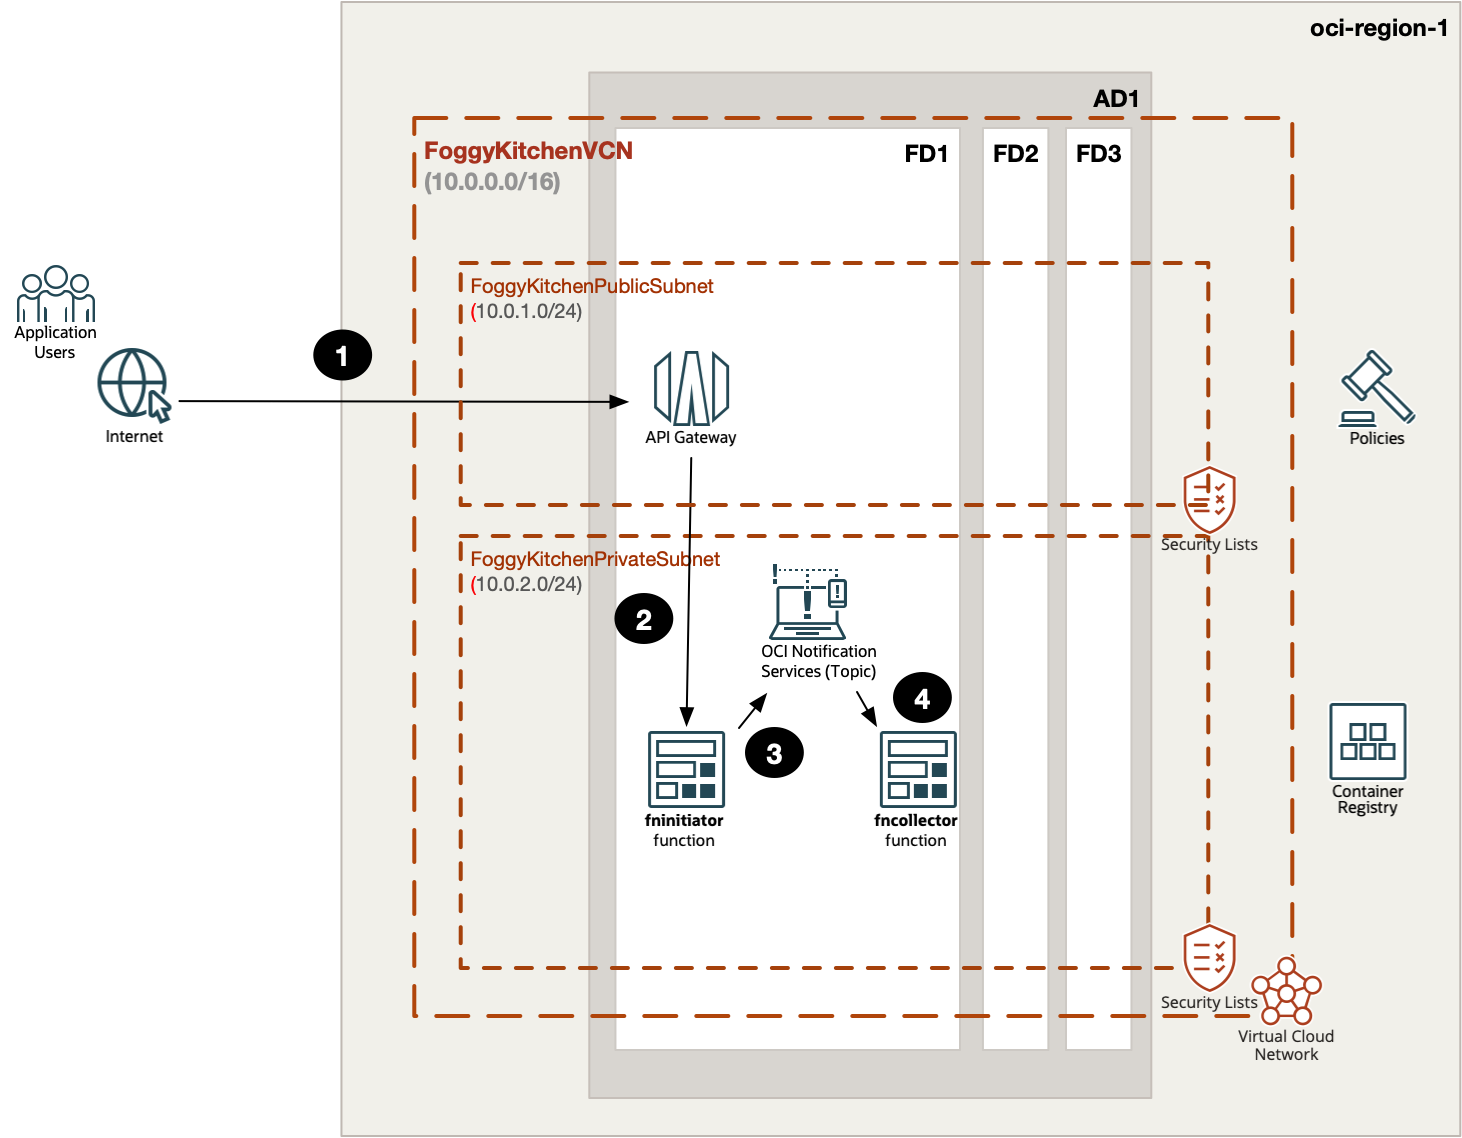 oci-region-1
AD1
FoggyKitchenVCN
(10.0.0.0/16)
FD1
FD2
FD3
FoggyKitchenPublicSubnet
(10.0.1.0/24)
Application
Users
1
Internet
API Gateway
Policies
Security Lists
FoggyKitchenPrivateSubnet
(10.0.2.0/24)
2
OCI Notification
Services (Topic)
4
3
fninitiator
function
fncollector
function
Container
Registry
Security Lists
Virtual Cloud
Network